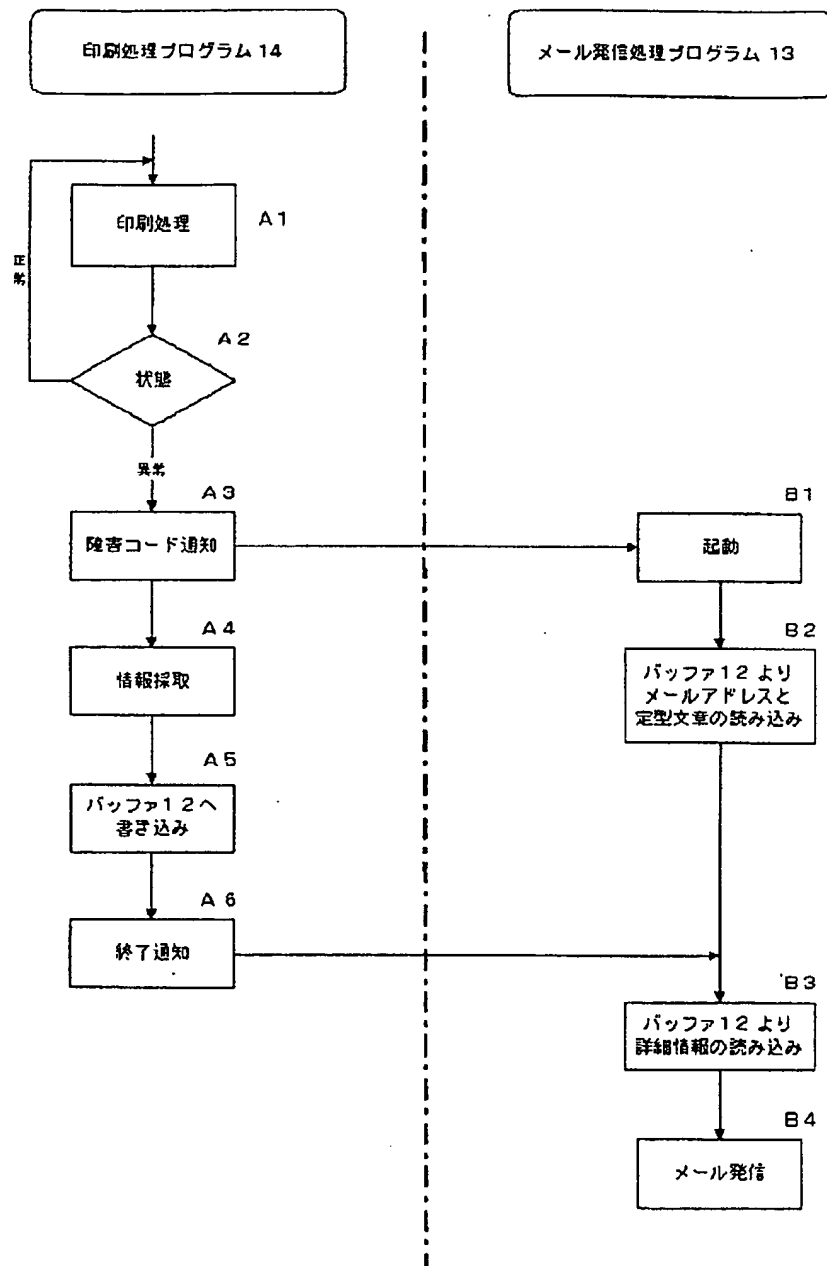 印刷処理プログラム 14
メール発信処理プログラム 13
印刷処理
A1
正常
A2
状態
異常
A3
障害コード通知
B1
起動
A4
情報採取
B2
バッファ12より
メールアドレスと
定型文章の読み込み
A5
バッファ12へ
書き込み
A6
終了通知
B3
バッファ12より
詳細情報の読み込み
B4
メール発信